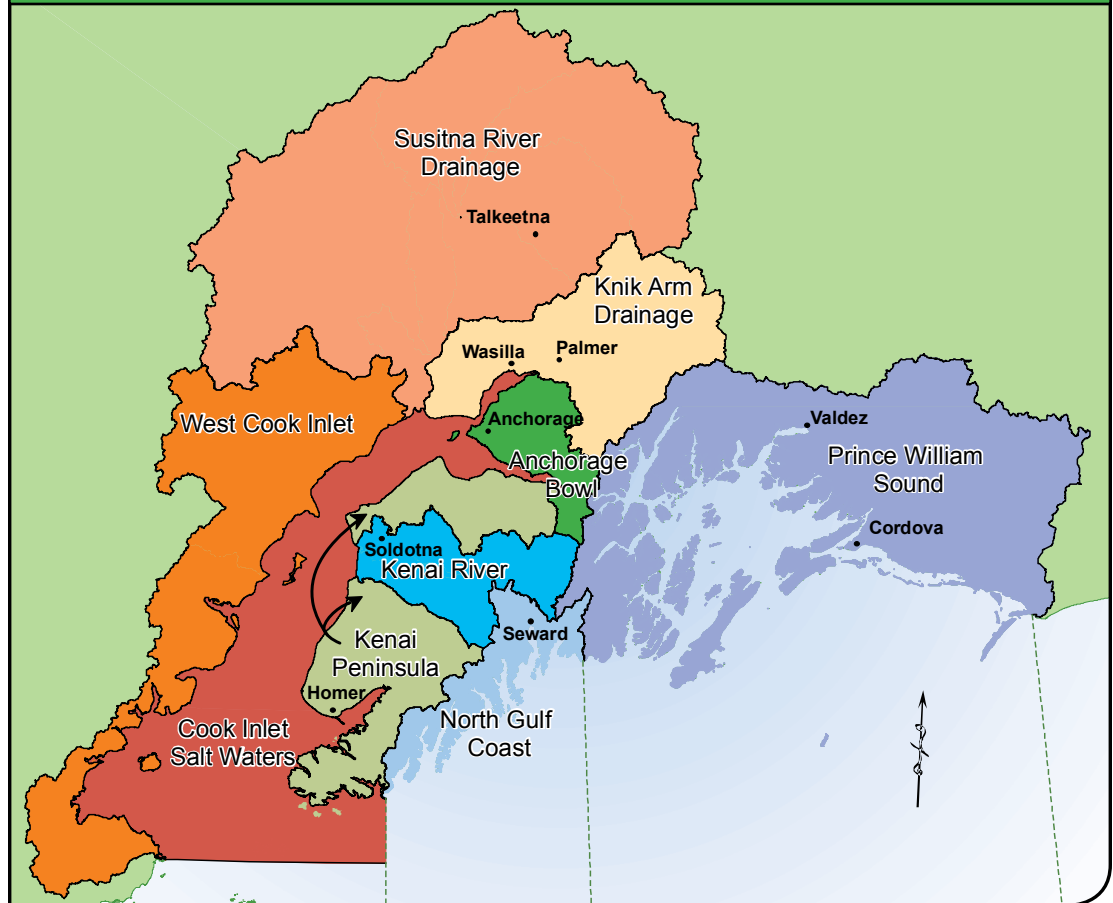 Susitna River
Drainage
Talkeetna
Knik Arm
Drainage
Wasilla
Palmer
West Cook Inlet
Anchorage
Valdez
Anchorage
Bowl
Prince William
Sound
Cordova
Soldotna
Kenai River
Seward
Kenai
Peninsula
Homer
North Gulf
Coast
Cook Inlet
Salt Waters